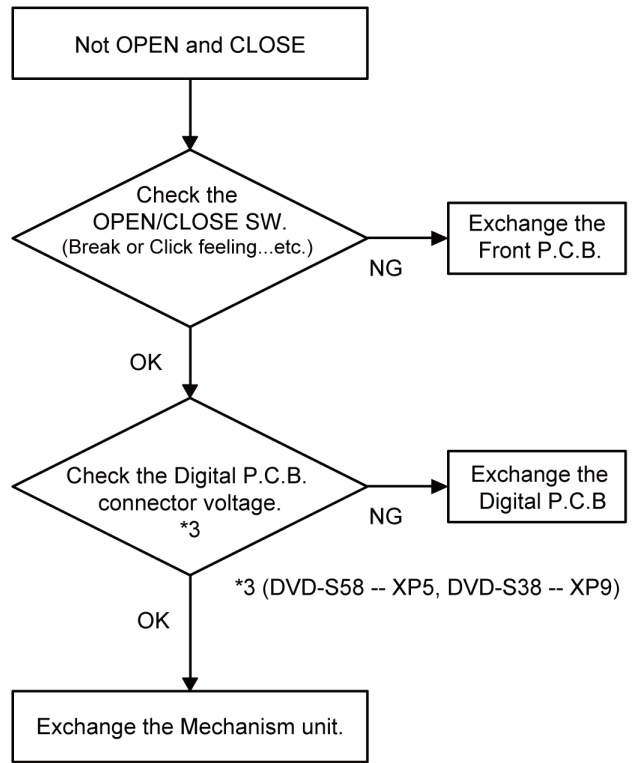 Not OPEN and CLOSE
Check the
OPEN/CLOSE SW.
(Break or Click feeling...etc.)
NG
Exchange the
Front P.C.B.
OK
Check the Digital P.C.B.
connector voltage.
*3
NG
Exchange the
Digital P.C.B
*3 (DVD-S58 -- XP5, DVD-S38 -- XP9)
OK
Exchange the Mechanism unit.